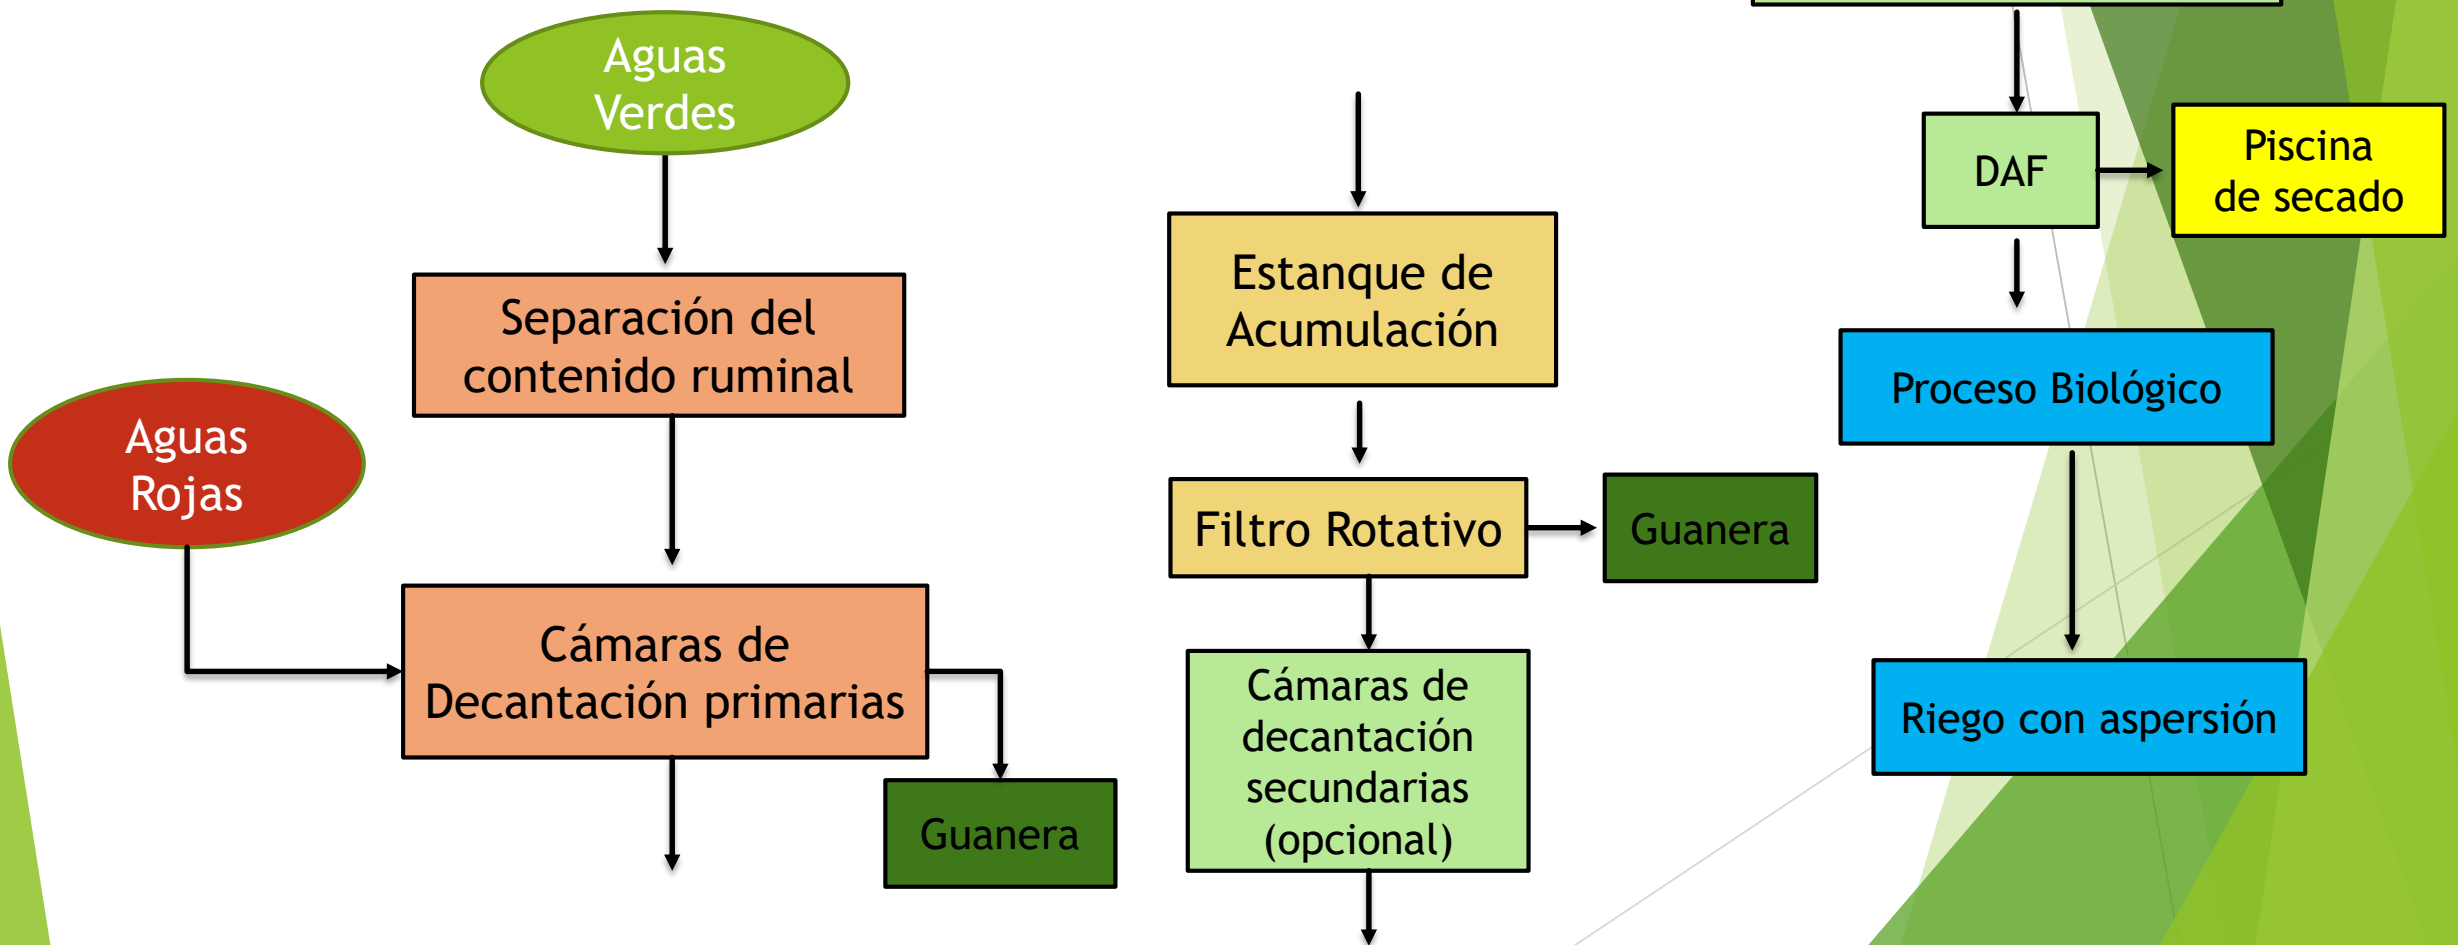 Aguas
Verdes
Separación del
contenido ruminal
Aguas
Rojas
Cámaras de
Decantación primarias
Guanera
Estanque de
Acumulación
Filtro Rotativo
Guanera
Cámaras de
decantación
secundarias
(opcional)
DAF
Piscina
de secado
Proceso Biológico
Riego con aspersión